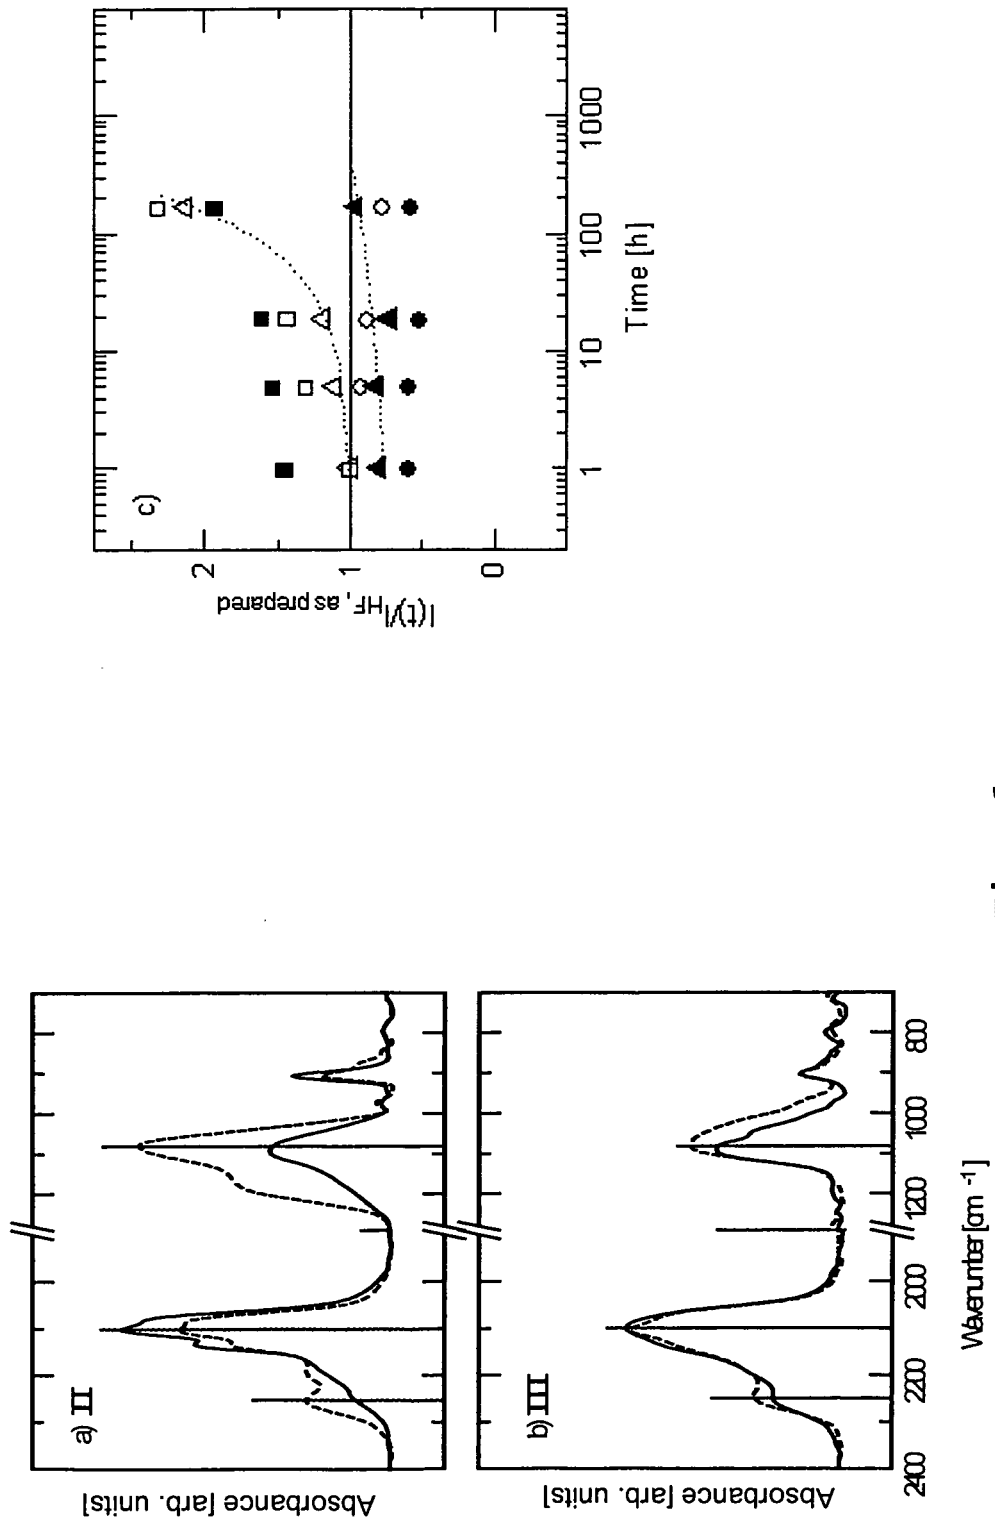 a) II
Absorbance [arb. units]
b) III
Absorbance [arb. units]
2400
2200
2000
1200
1000
800
Wavenumber [cm -1]
c)
2
1
0
I(t)/IHF, as prepared
1
10
100
1000
Time [h]